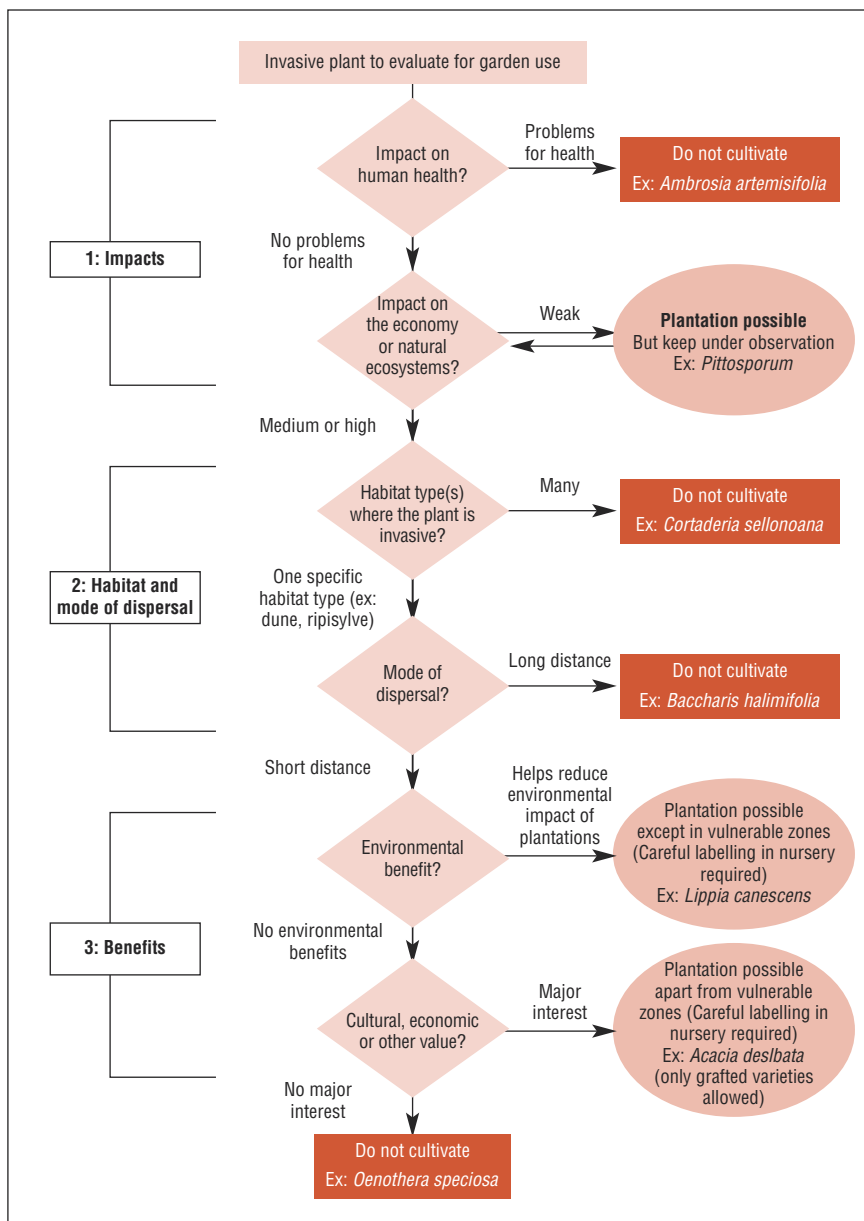 Invasive plant to evaluate for garden use
Impact on
human health?
Problems
for health
Do not cultivate
Ex: Ambrosia artemisifolia
1: Impacts
No problems
for health
Impact on
the economy
or natural
ecosystems?
Weak
Plantation possible
But keep under observation
Ex: Pittosporum
Medium or high
Habitat type(s)
where the plant is
invasive?
Many
Do not cultivate
Ex: Cortaderia sellonoana
2: Habitat and
mode of dispersal
One specific
habitat type (ex:
dune, ripisylve)
Mode of
dispersal?
Long distance
Do not cultivate
Ex: Baccharis halimifolia
Short distance
Environmental
benefit?
Helps reduce
environmental
impact of
plantations
Plantation possible
except in vulnerable zones
(Careful labelling in nursery
required)
Ex: Lippia canescens
3: Benefits
No environmental
benefits
Cultural, economic
or other value?
Major
interest
Plantation possible
apart from vulnerable
zones (Careful labelling in
nursery required)
Ex: Acacia deslbata
(only grafted varieties
allowed)
No major
interest
Do not cultivate
Ex: Oenothera speciosa